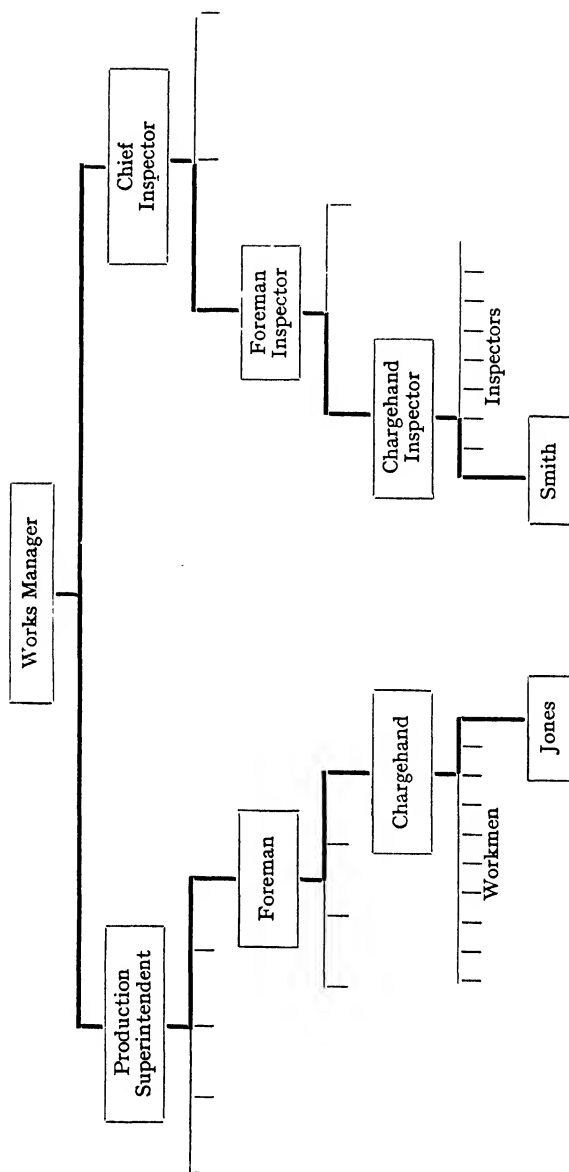 Works Manager
Production
Superintendent
Chief
Inspector
Foreman
Foreman
Inspector
Chargehand
Chargehand
Inspector
Workmen
Inspectors
Jones
Smith